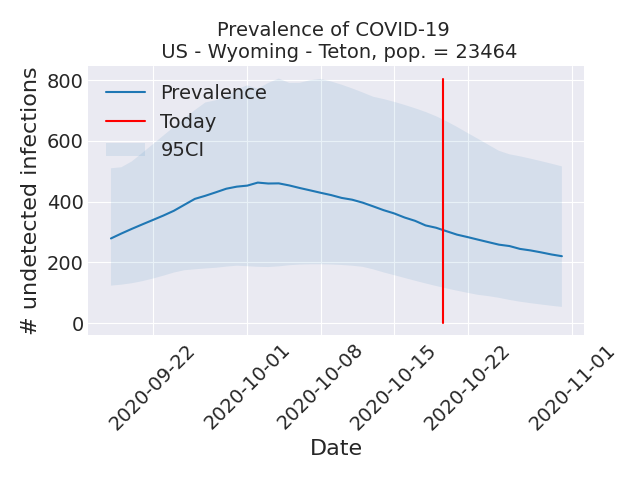 Prevalence of COVID-19
US - Wyoming - Teton, pop. = 23464
# undetected infections
800
600
400
200
0
Prevalence
Today
95CI
2020-09-22
2020-10-01
2020-10-08
2020-10-15
2020-10-22
2020-11-01
Date